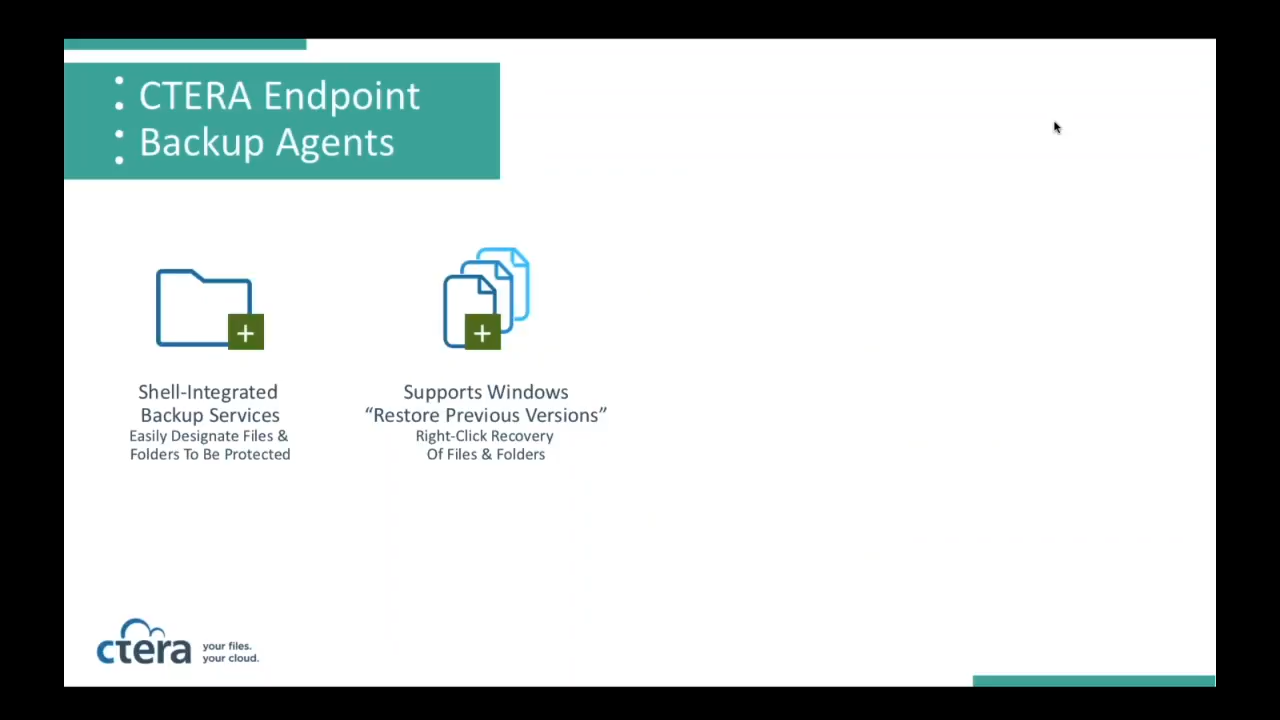 CTERA Endpoint
Backup Agents
Shell-Integrated
Backup Services
Easily Designate Files &
Folders To Be Protected
Supports Windows
“Restore Previous Versions”
Right-Click Recovery
Of Files & Folders
ctera
your files.
your cloud.